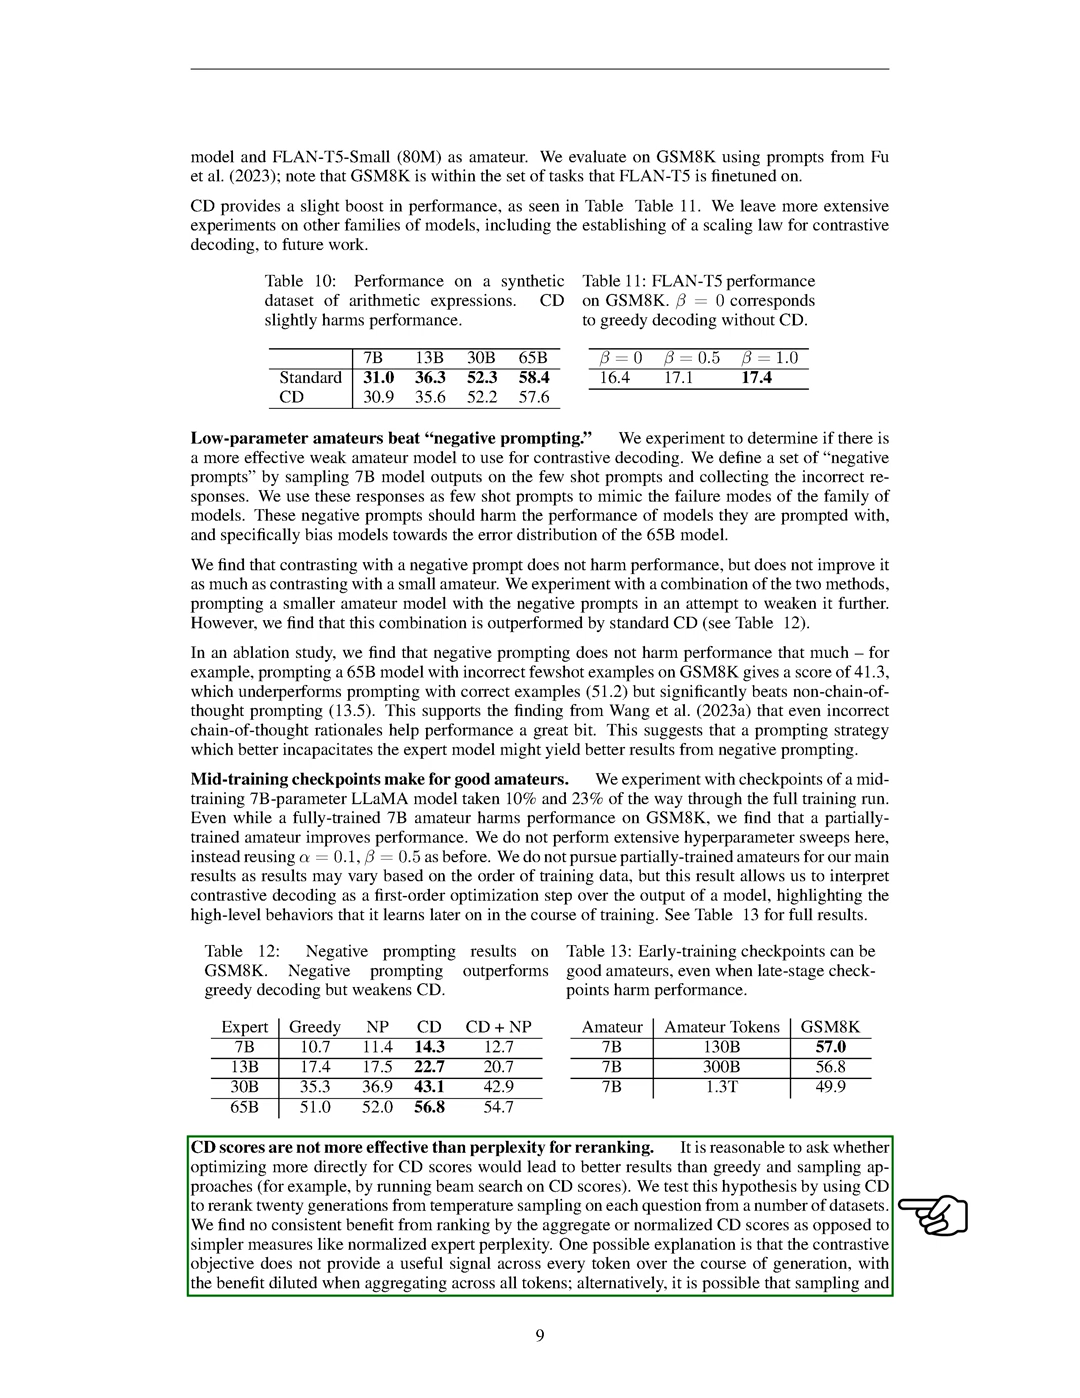 model and FLAN-T5-Small (80M) as amateur. We evaluate on GSM8K using prompts from Fu
et al. (2023); note that GSM8K is within the set of tasks that FLAN-T5 is finetuned on.
CD provides a slight boost in performance, as seen in Table Table 11. We leave more extensive
experiments on other families of models, including the establishing of a scaling law for contrastive
decoding, to future work.
Table 10: Performance on a synthetic
dataset of arithmetic expressions. CD
slightly harms performance.
7B 13B 30B 65B
Standard 31.0 36.3 52.3 58.4
CD 30.9 35.6 52.2 57.6
Table 11: FLAN-T5 performance
on GSM8K. β = 0 corresponds
to greedy decoding without CD.
β = 0 β = 0.5 β = 1.0
16.4 17.1 17.4
Low-parameter amateurs beat “negative prompting.” We experiment to determine if there is
a more effective weak amateur model to use for contrastive decoding. We define a set of “negative
prompts” by sampling 7B model outputs on the few shot prompts and collecting the incorrect re-
sponses. We use these responses as few shot prompts to mimic the failure modes of the family of
models. These negative prompts should harm the performance of models they are prompted with,
and specifically bias models towards the error distribution of the 65B model.
We find that contrasting with a negative prompt does not harm performance, but does not improve it
as much as contrasting with a small amateur. We experiment with a combination of the two methods,
prompting a smaller amateur model with the negative prompts in an attempt to weaken it further.
However, we find that this combination is outperformed by standard CD (see Table 12).
In an ablation study, we find that negative prompting does not harm performance that much – for
example, prompting a 65B model with incorrect fewshot examples on GSM8K gives a score of 41.3,
which underperforms prompting with correct examples (51.2) but significantly beats non-chain-of-
thought prompting (13.5). This supports the finding from Wang et al. (2023a) that even incorrect
chain-of-thought rationales help performance a great bit. This suggests that a prompting strategy
which better incapacitates the expert model might yield better results from negative prompting.
Mid-training checkpoints make for good amateurs. We experiment with checkpoints of a mid-
training 7B-parameter LLaMA model taken 10% and 23% of the way through the full training run.
Even while a fully-trained 7B amateur harms performance on GSM8K, we find that a partially-
trained amateur improves performance. We do not perform extensive hyperparameter sweeps here,
instead reusing α = 0.1, β = 0.5 as before. We do not pursue partially-trained amateurs for our main
results as results may vary based on the order of training data, but this result allows us to interpret
contrastive decoding as a first-order optimization step over the output of a model, highlighting the
high-level behaviors that it learns later on in the course of training. See Table 13 for full results.
Table 12: Negative prompting results on
GSM8K. Negative prompting outperforms
greedy decoding but weakens CD.
Expert Greedy NP CD CD + NP
7B 10.7 11.4 14.3 12.7
13B 17.4 17.5 22.7 20.7
30B 35.3 36.9 43.1 42.9
65B 51.0 52.0 56.8 54.7
Table 13: Early-training checkpoints can be
good amateurs, even when late-stage check-
points harm performance.
Amateur Amateur Tokens GSM8K
7B 130B 57.0
7B 300B 56.8
7B 1.3T 49.9
CD scores are not more effective than perplexity for reranking. It is reasonable to ask whether
optimizing more directly for CD scores would lead to better results than greedy and sampling ap-
proaches (for example, by running beam search on CD scores). We test this hypothesis by using CD
to rerank twenty generations from temperature sampling on each question from a number of datasets.
We find no consistent benefit from ranking by the aggregate or normalized CD scores as opposed to
simpler measures like normalized expert perplexity. One possible explanation is that the contrastive
objective does not provide a useful signal across every token over the course of generation, with
the benefit diluted when aggregating across all tokens; alternatively, it is possible that sampling and
9